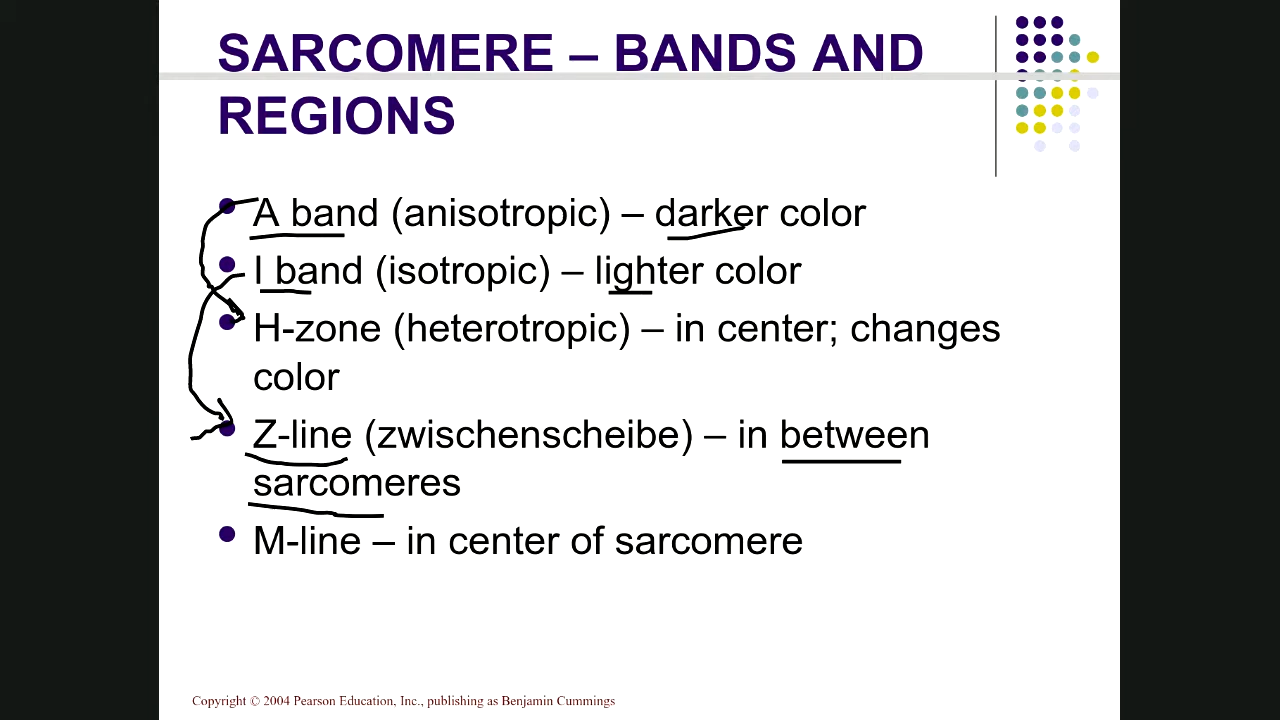 SARCOMERE – BANDS AND
REGIONS
A band (anisotropic) – darker color
I band (isotropic) – lighter color
H-zone (heterotropic) – in center; changes
color
Z-line (zwischenscheibe) – in between
sarcomeres
M-line – in center of sarcomere
Copyright © 2004 Pearson Education, Inc., publishing as Benjamin Cummings